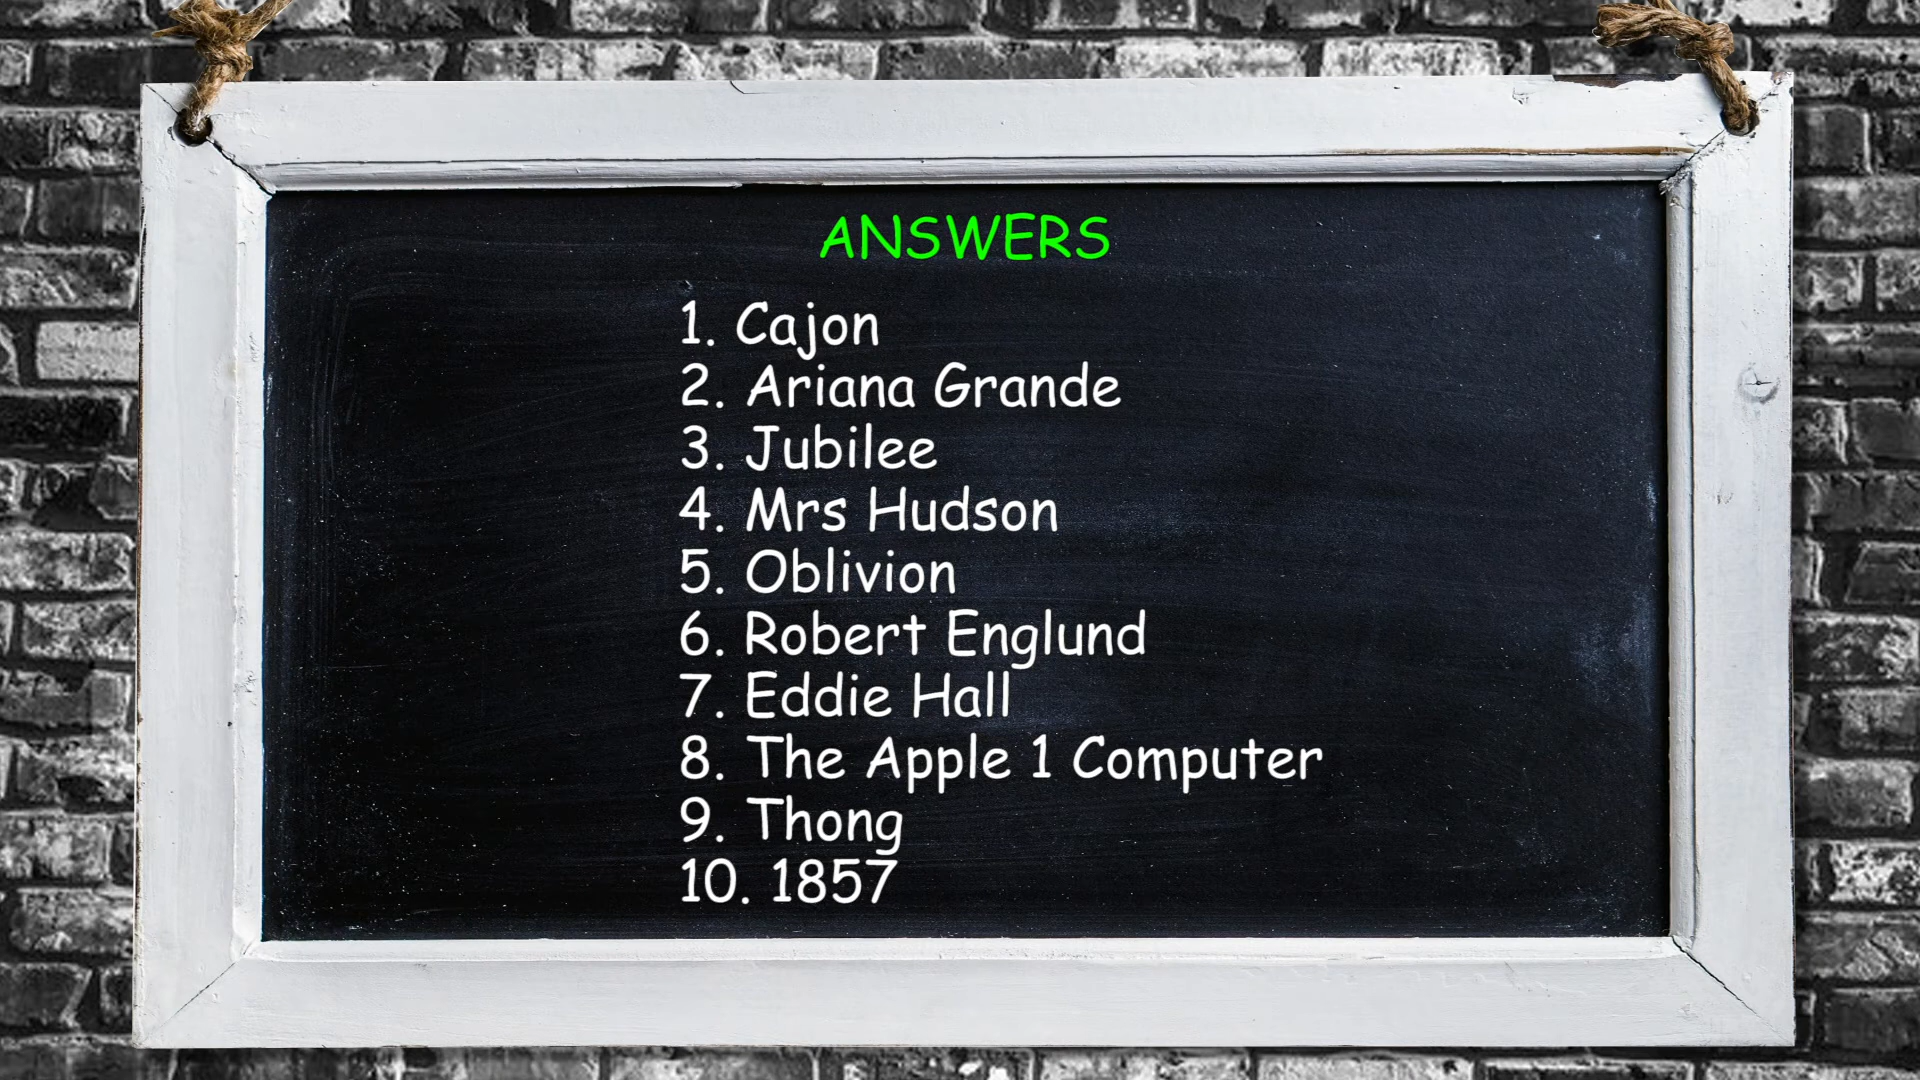 ANSWERS
1. Cajon
2. Ariana Grande
3. Jubilee
4. Mrs Hudson
5. Oblivion
6. Robert Englund
7. Eddie Hall
8. The Apple 1 Computer
9. Thong
10. 1857